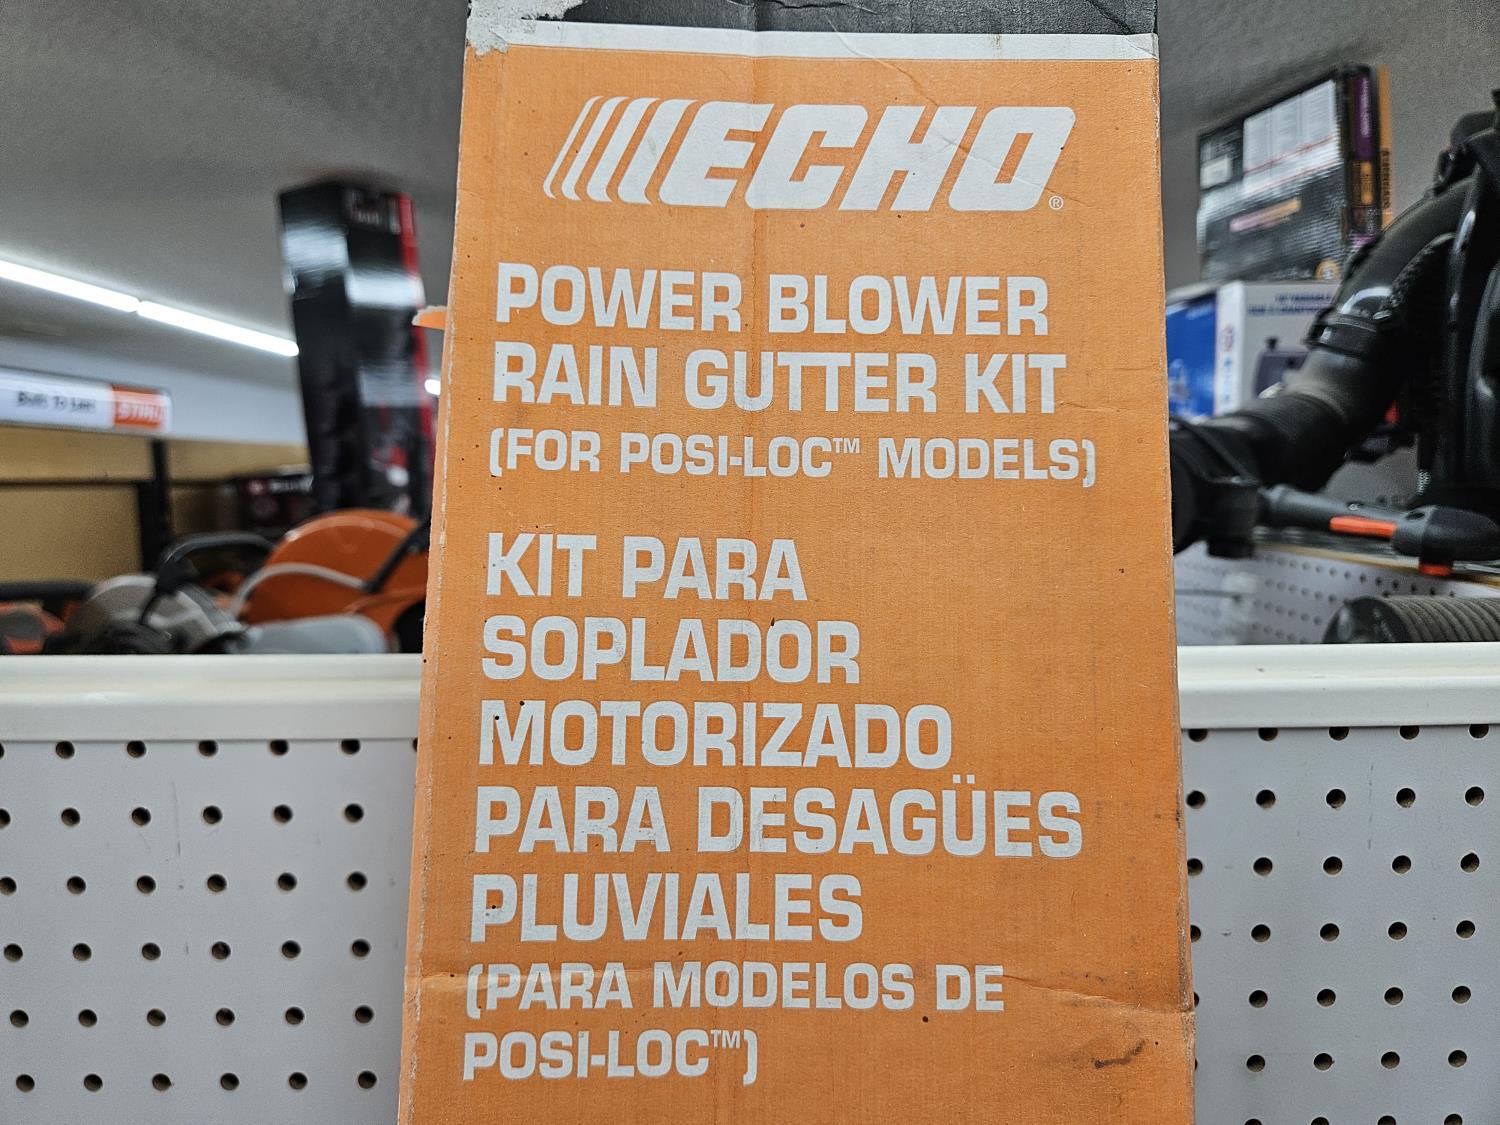 ECHO®
POWER BLOWER
RAIN GUTTER KIT
(FOR POSI-LOC™ MODELS)
KIT PARA
SOPLADOR
MOTORIZADO
PARA DESAGÜES
PLUVIALES
(PARA MODELOS DE
POSI-LOC™)
STIHL